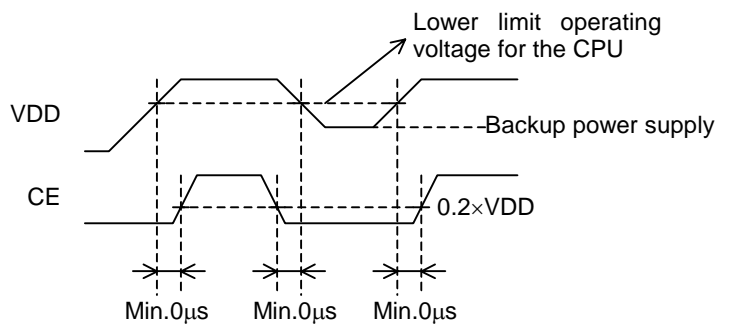 Lower limit operating
voltage for the CPU
VDD
Backup power supply
CE
0.2×VDD
Min.0μs Min.0μs Min.0μs